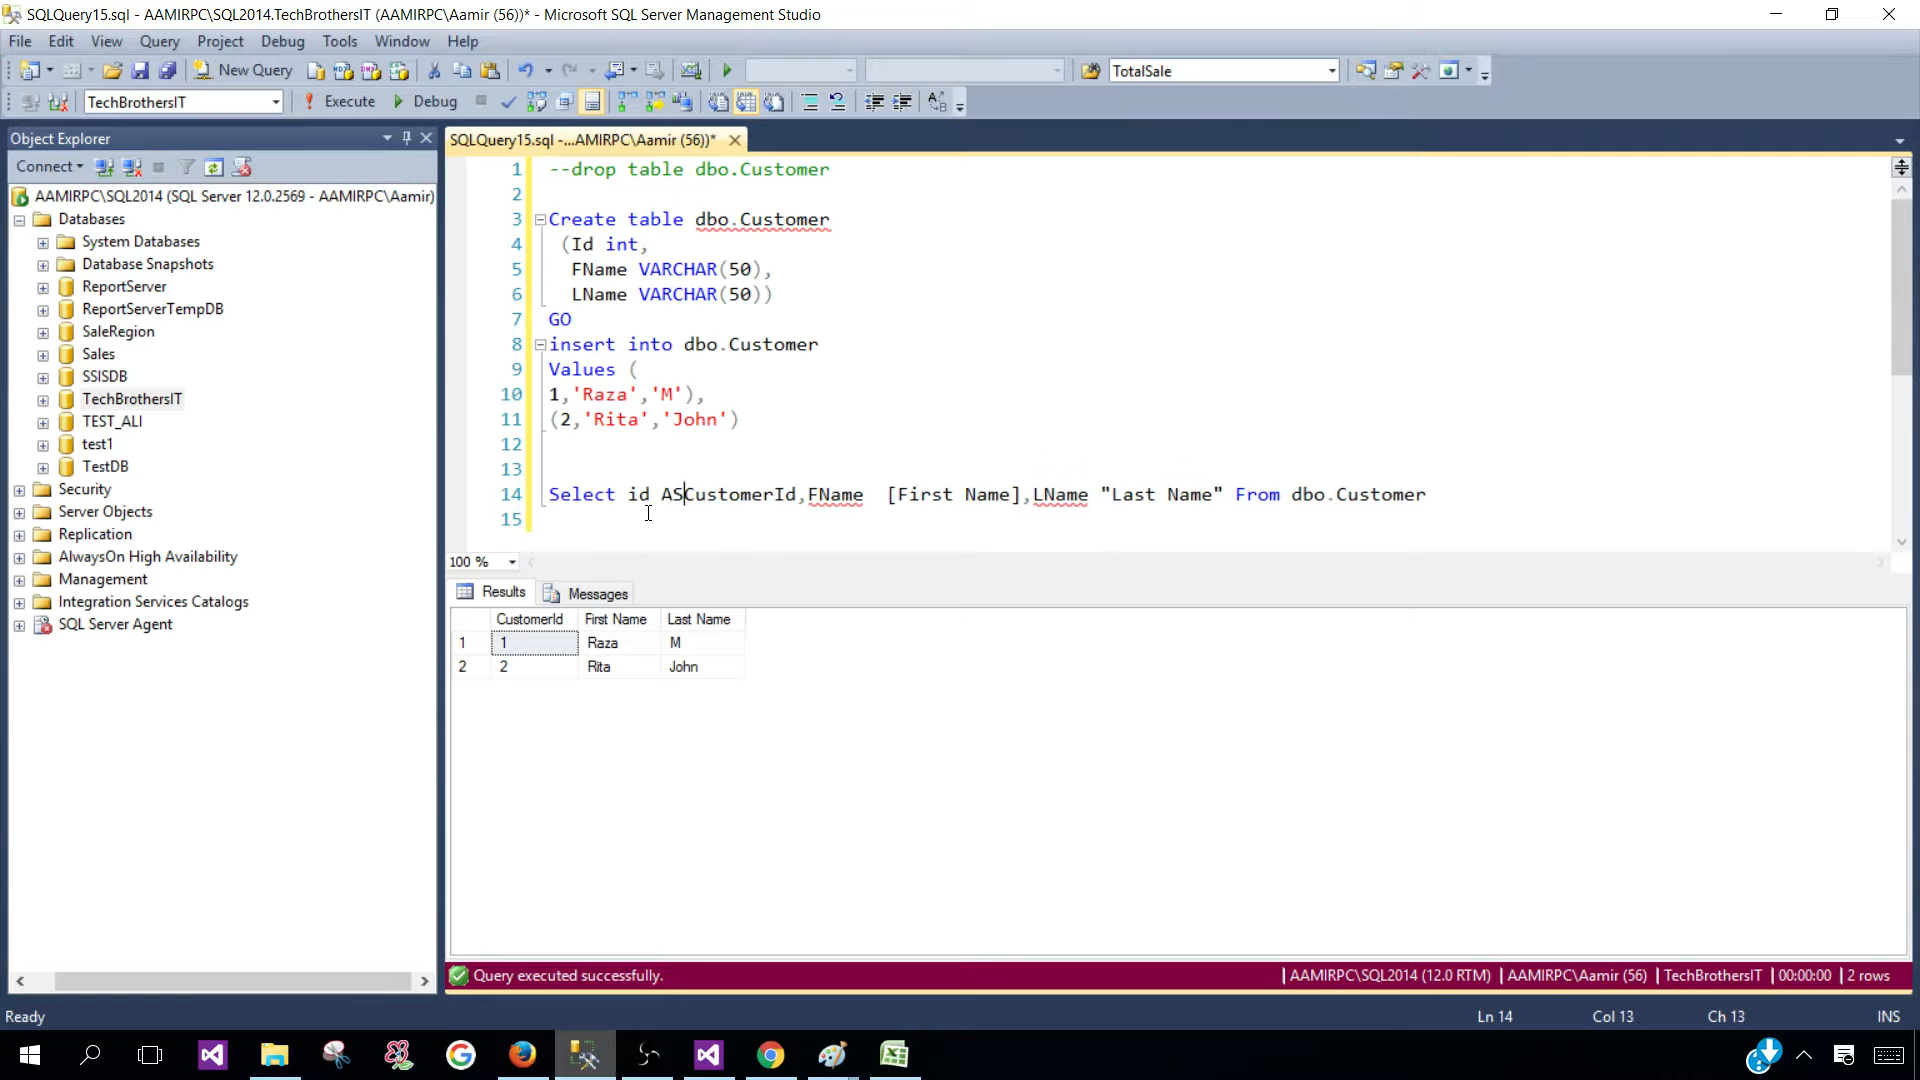 SQLQuery15.sql - AAMIRPC\SQL2014.TechBrothersIT (AAMIRPC\Aamir (56))* - Microsoft SQL Server Management Studio
File Edit View Query Project Debug Tools Window Help
New Query TotalSale
TechBrothersIT Execute Debug
Object Explorer
SQLQuery15.sql -...AMIRPC\Aamir (56))*
Connect
AAMIRPC\SQL2014 (SQL Server 12.0.2569 - AAMIRPC\Aamir)
Databases
System Databases
Database Snapshots
ReportServer
ReportServerTempDB
SaleRegion
Sales
SSISDB
TechBrothersIT
TEST_ALI
test1
TestDB
Security
Server Objects
Replication
AlwaysOn High Availability
Management
Integration Services Catalogs
SQL Server Agent
1 --drop table dbo.Customer
2
3 Create table dbo.Customer
4 (Id int,
5 FName VARCHAR(50),
6 LName VARCHAR(50))
7 GO
8 insert into dbo.Customer
9 Values (
10 1,'Raza','M'),
11 (2,'Rita','John')
12
13
14 Select id ASCustomerId,FName  [First Name],LName "Last Name" From dbo.Customer
15
100 %
Results Messages
CustomerId First Name Last Name
1 1 Raza M
2 2 Rita John
Query executed successfully. AAMIRPC\SQL2014 (12.0 RTM) AAMIRPC\Aamir (56) TechBrothersIT 00:00:00 2 rows
Ready Ln 14 Col 13 Ch 13 INS